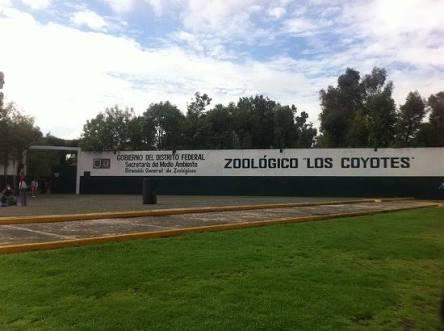 GOBIERNO DEL DISTRITO FEDERAL
Secretaría del Medio Ambiente
Dirección General de Zoológicos
ZOOLÓGICO "LOS COYOTES"